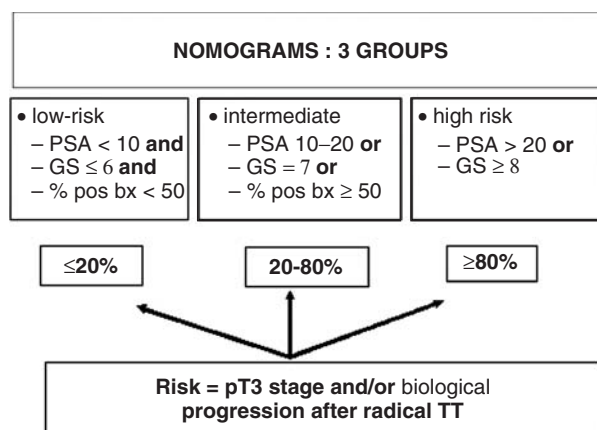 NOMOGRAMS : 3 GROUPS
• low-risk
– PSA < 10 and
– GS ≤ 6 and
– % pos bx < 50
• intermediate
– PSA 10–20 or
– GS = 7 or
– % pos bx ≥ 50
• high risk
– PSA > 20 or
– GS ≥ 8
≤20%
20-80%
≥80%
Risk = pT3 stage and/or biological
progression after radical TT